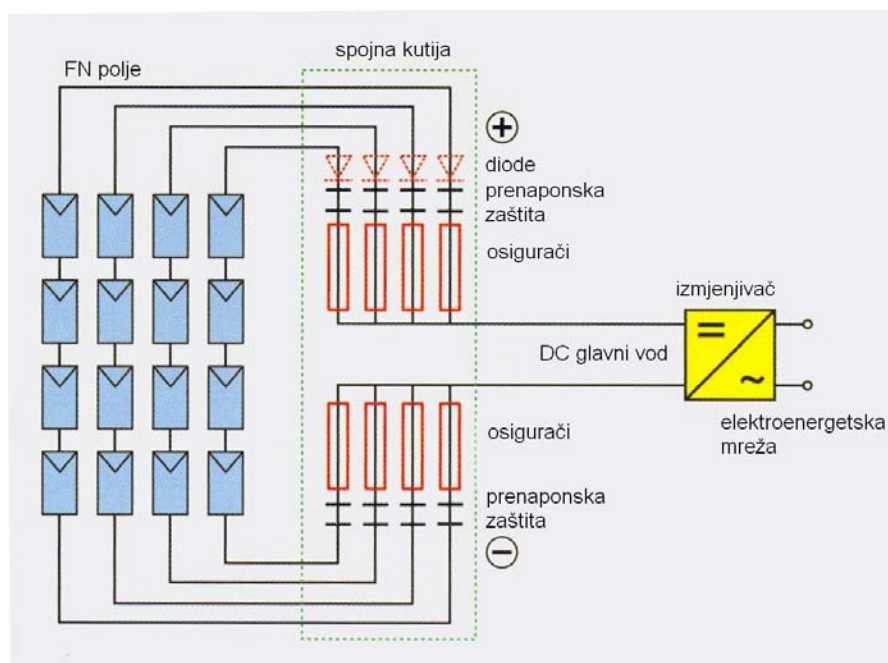 spojna kutija
FN polje
+
diode
prenaponska
zaštita
osigurači
izmjenjivač
=
DC glavni vod
~
elektroenergetska
mreža
osigurači
prenaponska
zaštita
−